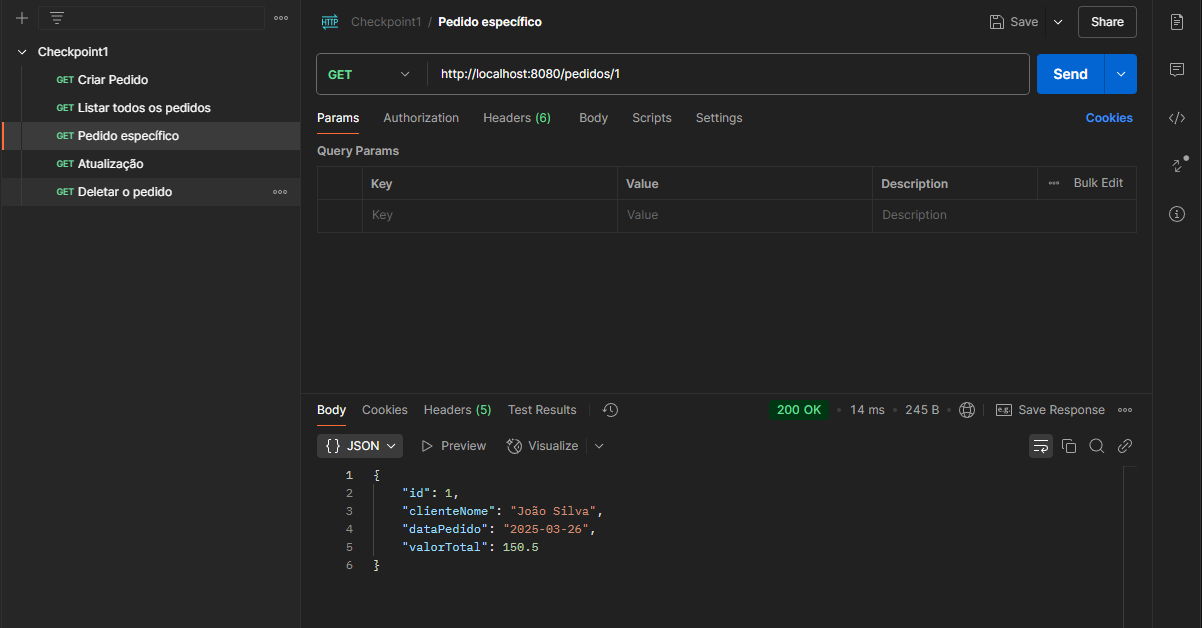 Checkpoint1
GET Criar Pedido
GET Listar todos os pedidos
GET Pedido específico
GET Atualização
GET Deletar o pedido
HTTP Checkpoint1 / Pedido específico
Save
Share
GET http://localhost:8080/pedidos/1
Send
Params Authorization Headers (6) Body Scripts Settings Cookies
Query Params
Key Value Description Bulk Edit
Key Value Description
Body Cookies Headers (5) Test Results 200 OK • 14 ms • 245 B • e.g. Save Response
{ } JSON Preview Visualize
1 {
2 "id": 1,
3 "clienteNome": "João Silva",
4 "dataPedido": "2025-03-26",
5 "valorTotal": 150.5
6 }